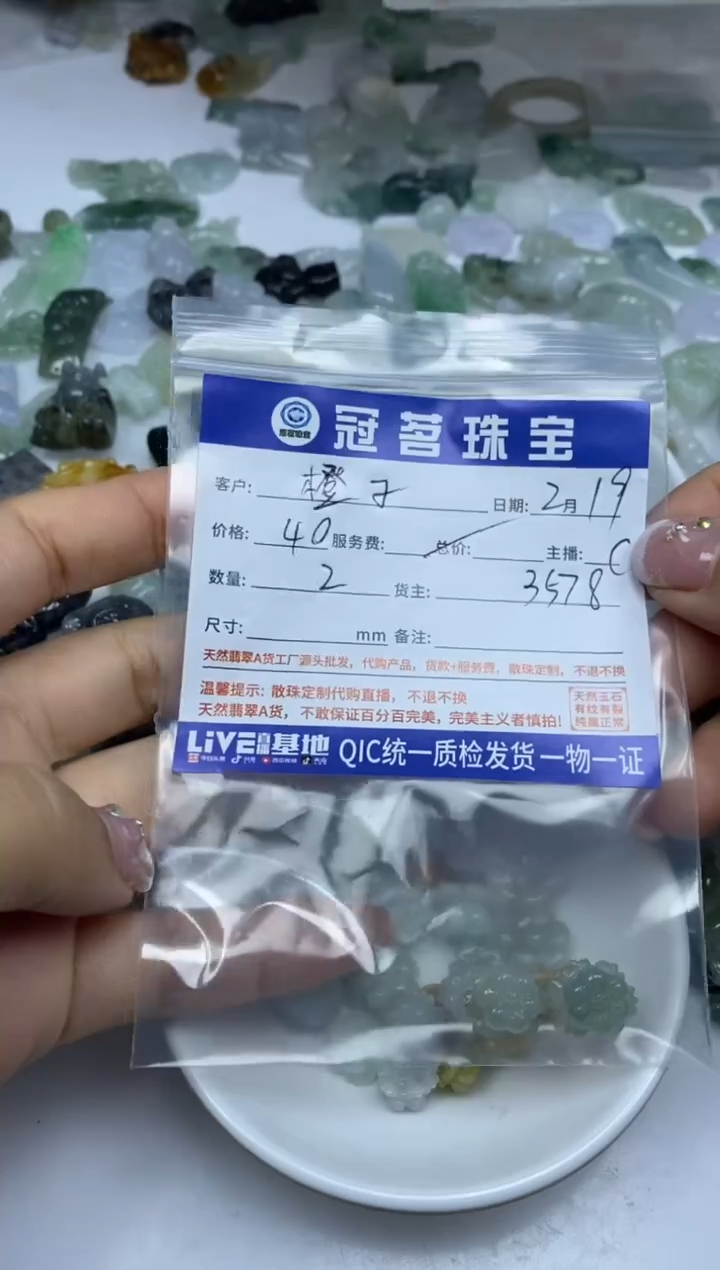 冠茗珠宝
客户: 橙子 日期: 2月19
价格: 40 服务费: 总价: 主播: C
数量: 2 货主: 3578
尺寸: mm 备注:
天然翡翠A货工厂源头批发，代购产品，货款+服务费，散珠定制，不退不换
温馨提示: 散珠定制代购直播，不退不换
天然翡翠A货，不敢保证百分百完美，完美主义者慎拍!
天然玉石
有纹有裂
纯属正常
LiVE直播基地 QIC统一质检发货一物一证